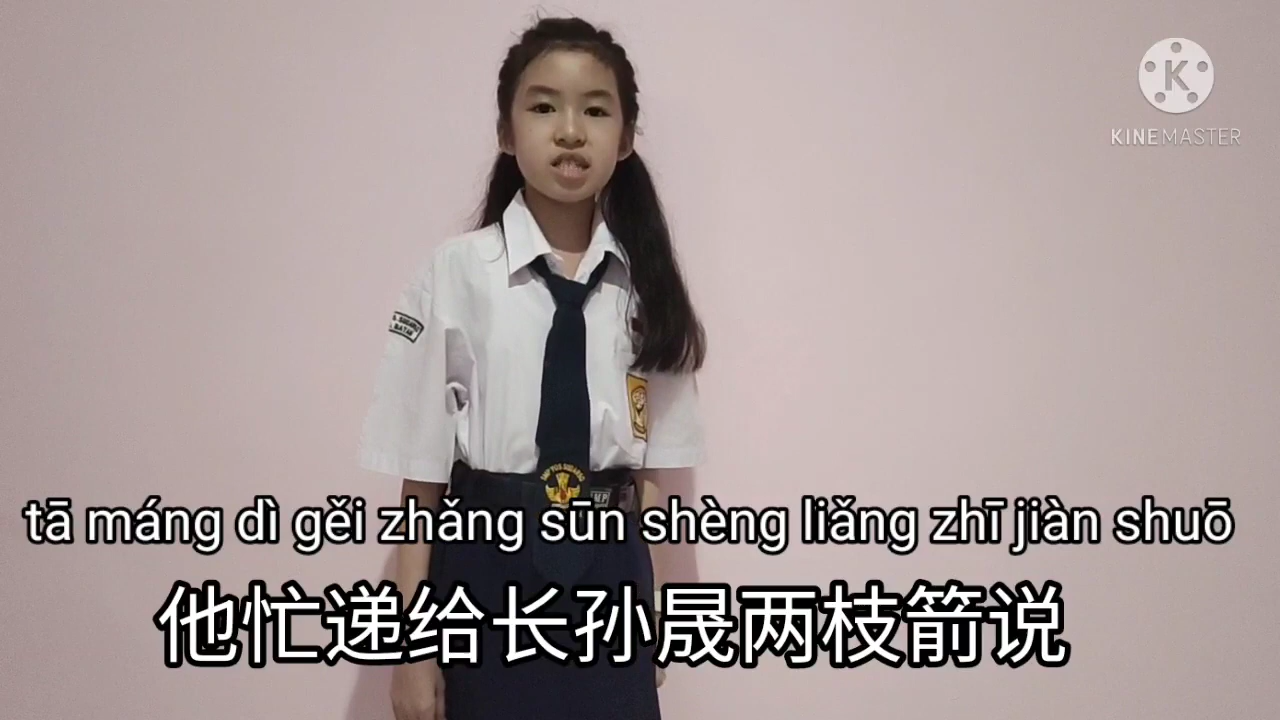 KINEMASTER
tā máng dì gěi zhǎng sūn shèng liǎng zhī jiàn shuō
他忙递给长孙晟两枝箭说